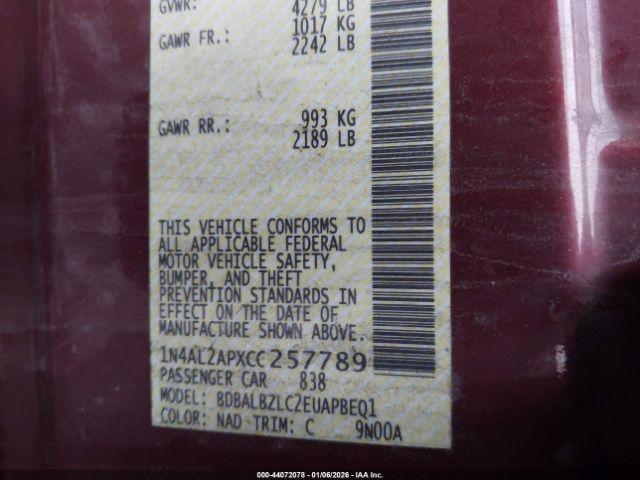 GVWR: 4279 LB
GAWR FR.: 1017 KG
2242 LB
GAWR RR.: 993 KG
2189 LB
THIS VEHICLE CONFORMS TO
ALL APPLICABLE FEDERAL
MOTOR VEHICLE SAFETY,
BUMPER, AND THEFT
PREVENTION STANDARDS IN
EFFECT ON THE DATE OF
MANUFACTURE SHOWN ABOVE.
1N4AL2APXCC257789
PASSENGER CAR 838
MODEL: BDBALBZLC2EUAPBEQ1
COLOR: NAD TRIM: C 9N00A
000-44072078 - 01/06/2026 - IAA Inc.